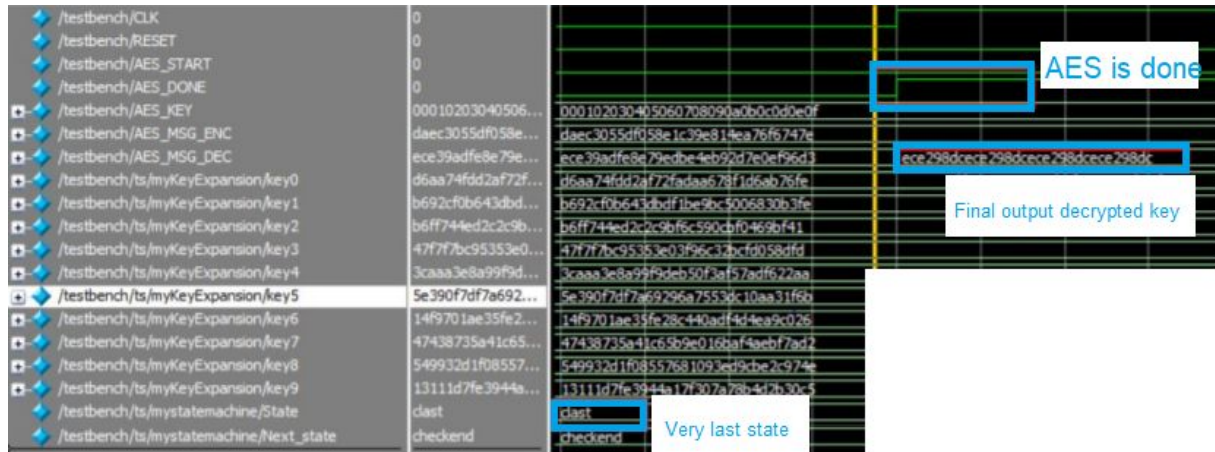 /testbench/CLK 0
/testbench/RESET 0
/testbench/AES_START 0
/testbench/AES_DONE 0
AES is done
/testbench/AES_KEY 00010203040506... 000102030405060708090a0b0c0d0e0f
/testbench/AES_MSG_ENC daec3055df058e... daec3055df058e1c39e814ea76f6747e
/testbench/AES_MSG_DEC ece39adfe8e79e... ece39adfe8e79edbe4eb92d7e0ef96d3 ece298dcece298dcece298dcece298dc
/testbench/ts/myKeyExpansion/key0 d6aa74fdd2af72f... d6aa74fdd2af72fadaa678f1d6ab76fe
/testbench/ts/myKeyExpansion/key1 b692cf0b643dbd... b692cf0b643dbdf1be9bc5006830b3fe
Final output decrypted key
/testbench/ts/myKeyExpansion/key2 b6ff744ed2c2c9b... b6ff744ed2c2c9bf6c590cbf0469bf41
/testbench/ts/myKeyExpansion/key3 47f7f7bc95353e0... 47f7f7bc95353e03f96c32bcfd058dfd
/testbench/ts/myKeyExpansion/key4 3caaa3e8a99f9d... 3caaa3e8a99f9deb50f3af57adf622aa
/testbench/ts/myKeyExpansion/key5 5e390f7df7a692... 5e390f7df7a69296a7553dc10aa31f6b
/testbench/ts/myKeyExpansion/key6 14f9701ae35fe2... 14f9701ae35fe28c440adf4d4ea9c026
/testbench/ts/myKeyExpansion/key7 47438735a41c65... 47438735a41c65b9e016baf4aebf7ad2
/testbench/ts/myKeyExpansion/key8 549932d1f08557... 549932d1f08557681093ed9cbe2c974e
/testbench/ts/myKeyExpansion/key9 13111d7fe3944a... 13111d7fe3944a17f307a78b4d2b30c5
/testbench/ts/mystatemachine/State clast clast
Very last state
/testbench/ts/mystatemachine/Next_state checkend checkend